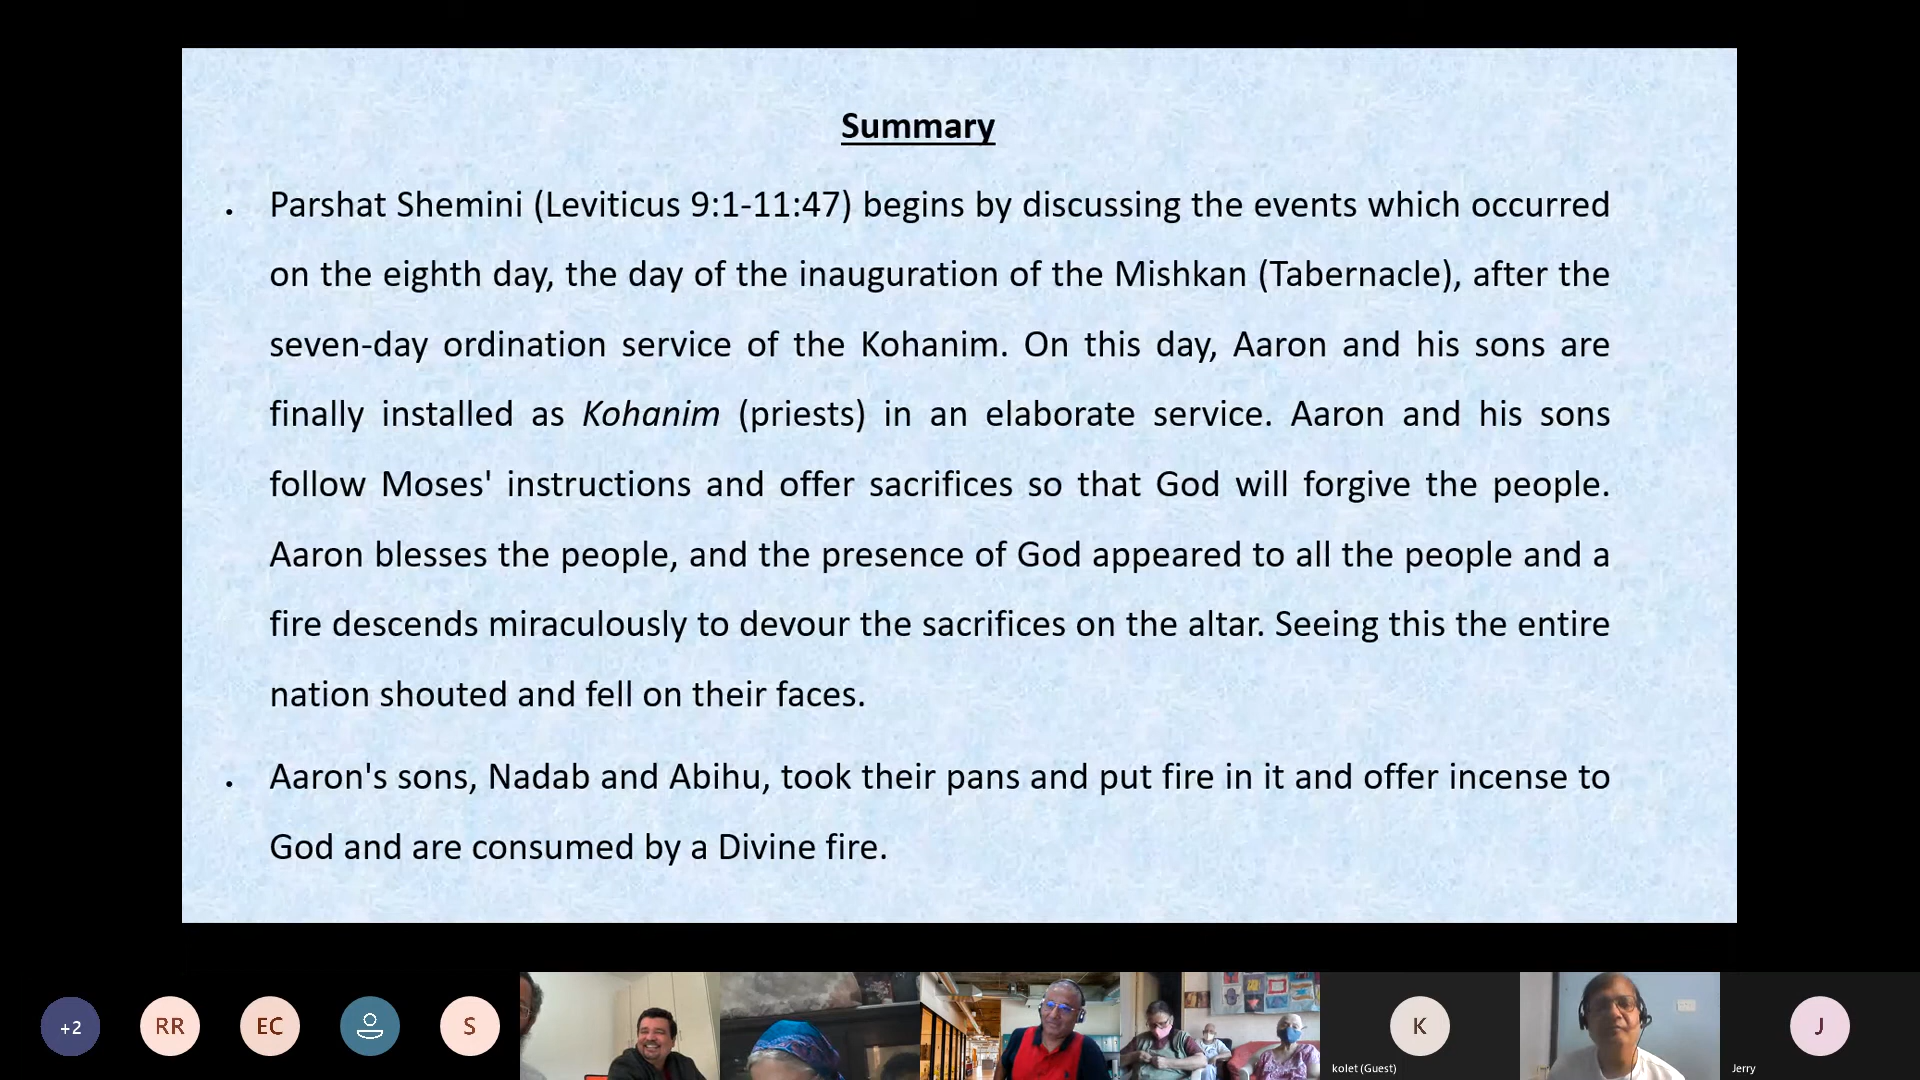 Summary
• Parshat Shemini (Leviticus 9:1-11:47) begins by discussing the events which occurred
on the eighth day, the day of the inauguration of the Mishkan (Tabernacle), after the
seven-day ordination service of the Kohanim. On this day, Aaron and his sons are
finally installed as Kohanim (priests) in an elaborate service. Aaron and his sons
follow Moses' instructions and offer sacrifices so that God will forgive the people.
Aaron blesses the people, and the presence of God appeared to all the people and a
fire descends miraculously to devour the sacrifices on the altar. Seeing this the entire
nation shouted and fell on their faces.
• Aaron's sons, Nadab and Abihu, took their pans and put fire in it and offer incense to
God and are consumed by a Divine fire.
+2
RR
EC
S
K
kolet (Guest)
J
Jerry